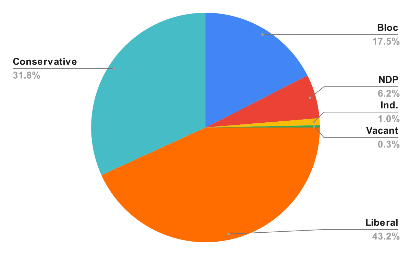 Bloc
17.5%
Conservative
31.8%
NDP
6.2%
Ind.
1.0%
Vacant
0.3%
Liberal
43.2%